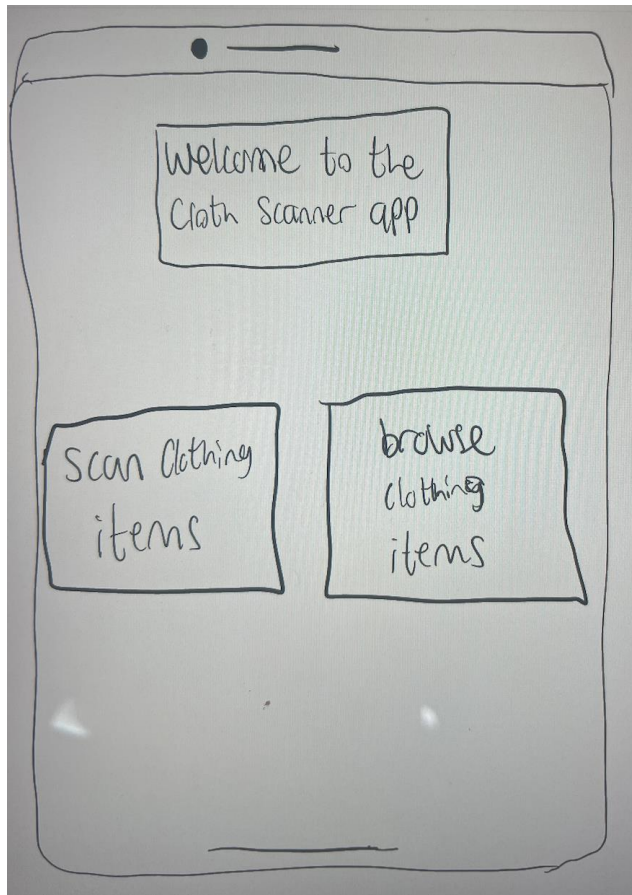 Welcome to the
Cloth Scanner app
Scan Clothing
items
browse
clothing
items